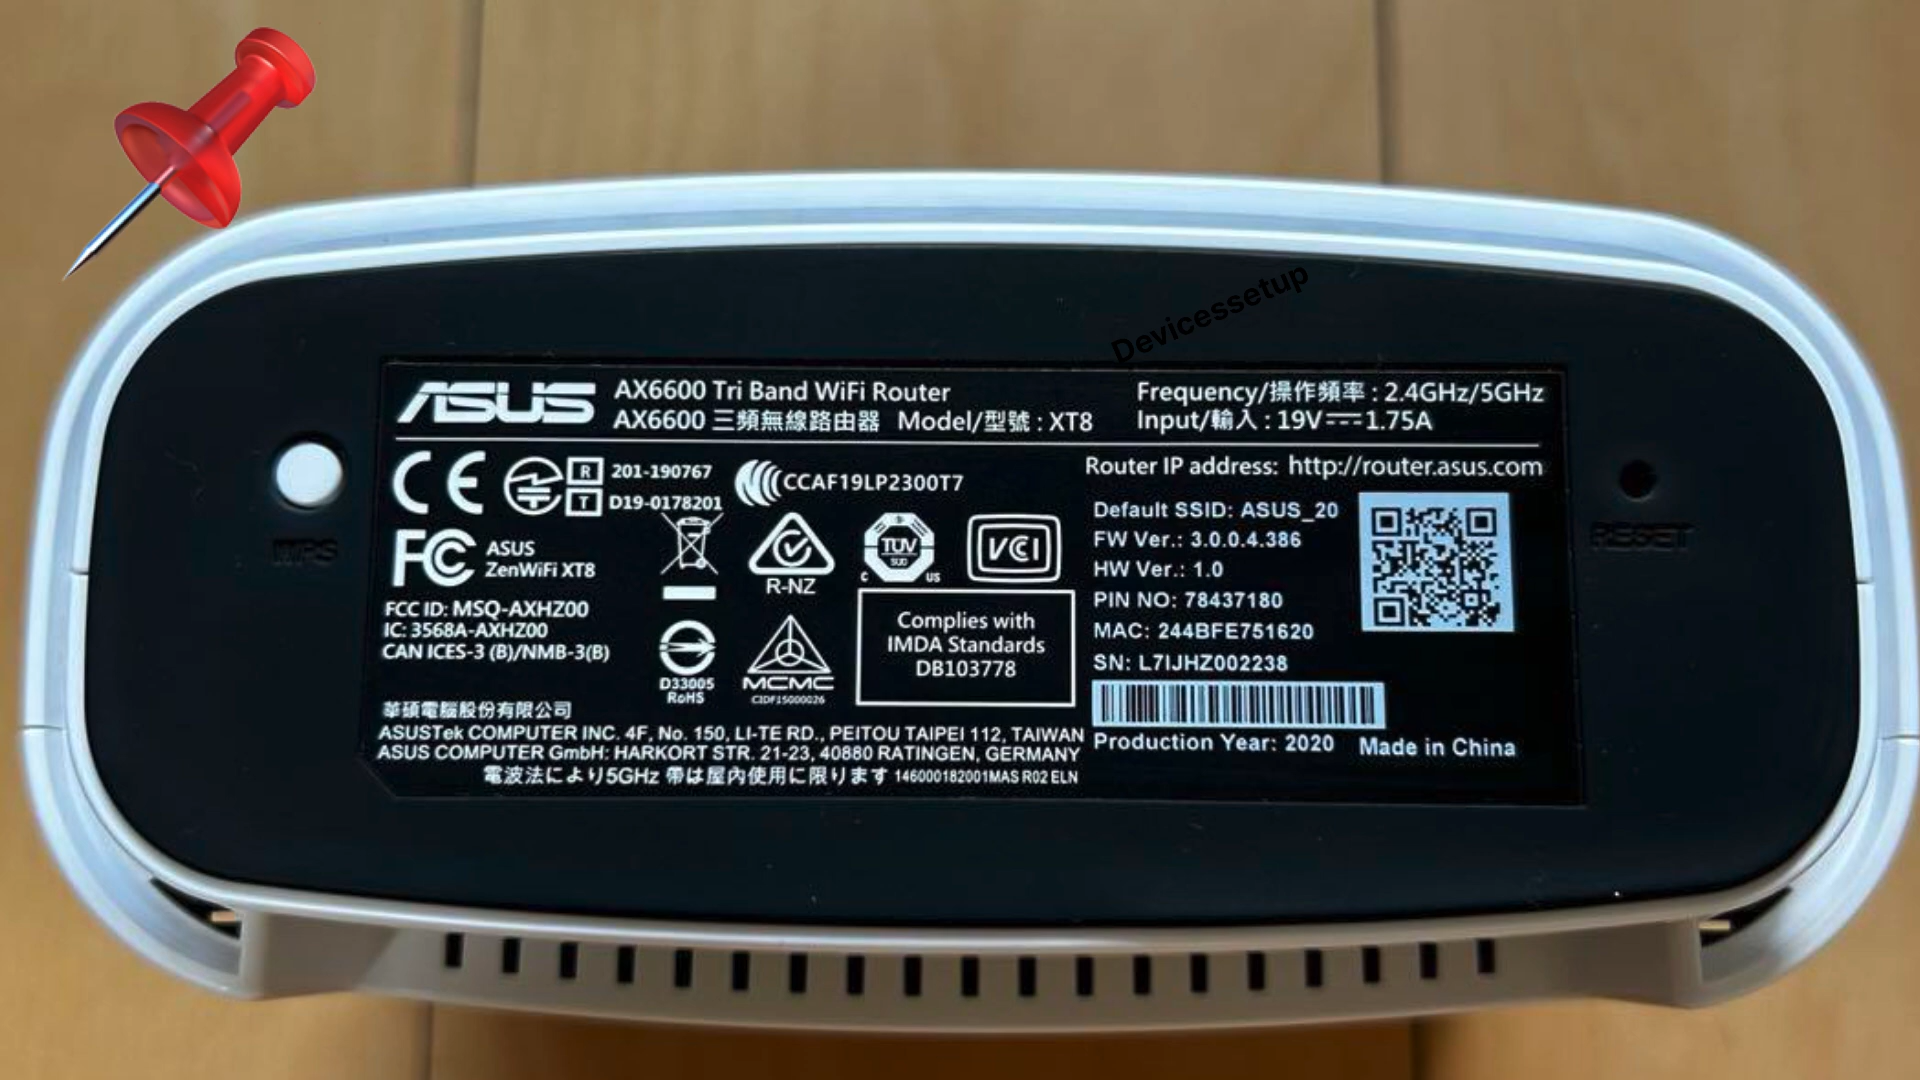 Devicessetup
ASUS AX6600 Tri Band WiFi Router
AX6600 三頻無線路由器 Model/型號 : XT8
Frequency/操作頻率 : 2.4GHz/5GHz
Input/輸入 : 19V⎓1.75A
CE
R 201-190767
T D19-0178201
CCAF19LP2300T7
FC ASUS
ZenWiFi XT8
R-NZ
TÜV
SÜD
C US
VCCI
FCC ID: MSQ-AXHZ00
IC: 3568A-AXHZ00
CAN ICES-3 (B)/NMB-3(B)
D33005
RoHS
MCMC
CIDF15000026
Complies with
IMDA Standards
DB103778
華碩電腦股份有限公司
ASUSTek COMPUTER INC. 4F, No. 150, LI-TE RD., PEITOU TAIPEI 112, TAIWAN
ASUS COMPUTER GmbH: HARKORT STR. 21-23, 40880 RATINGEN, GERMANY
電波法により5GHz 帯は屋内使用に限ります 146000182001MAS R02 ELN
Router IP address: http://router.asus.com
Default SSID: ASUS_20
FW Ver.: 3.0.0.4.386
HW Ver.: 1.0
PIN NO: 78437180
MAC: 244BFE751620
SN: L7IJHZ002238
Production Year: 2020 Made in China
WPS
RESET